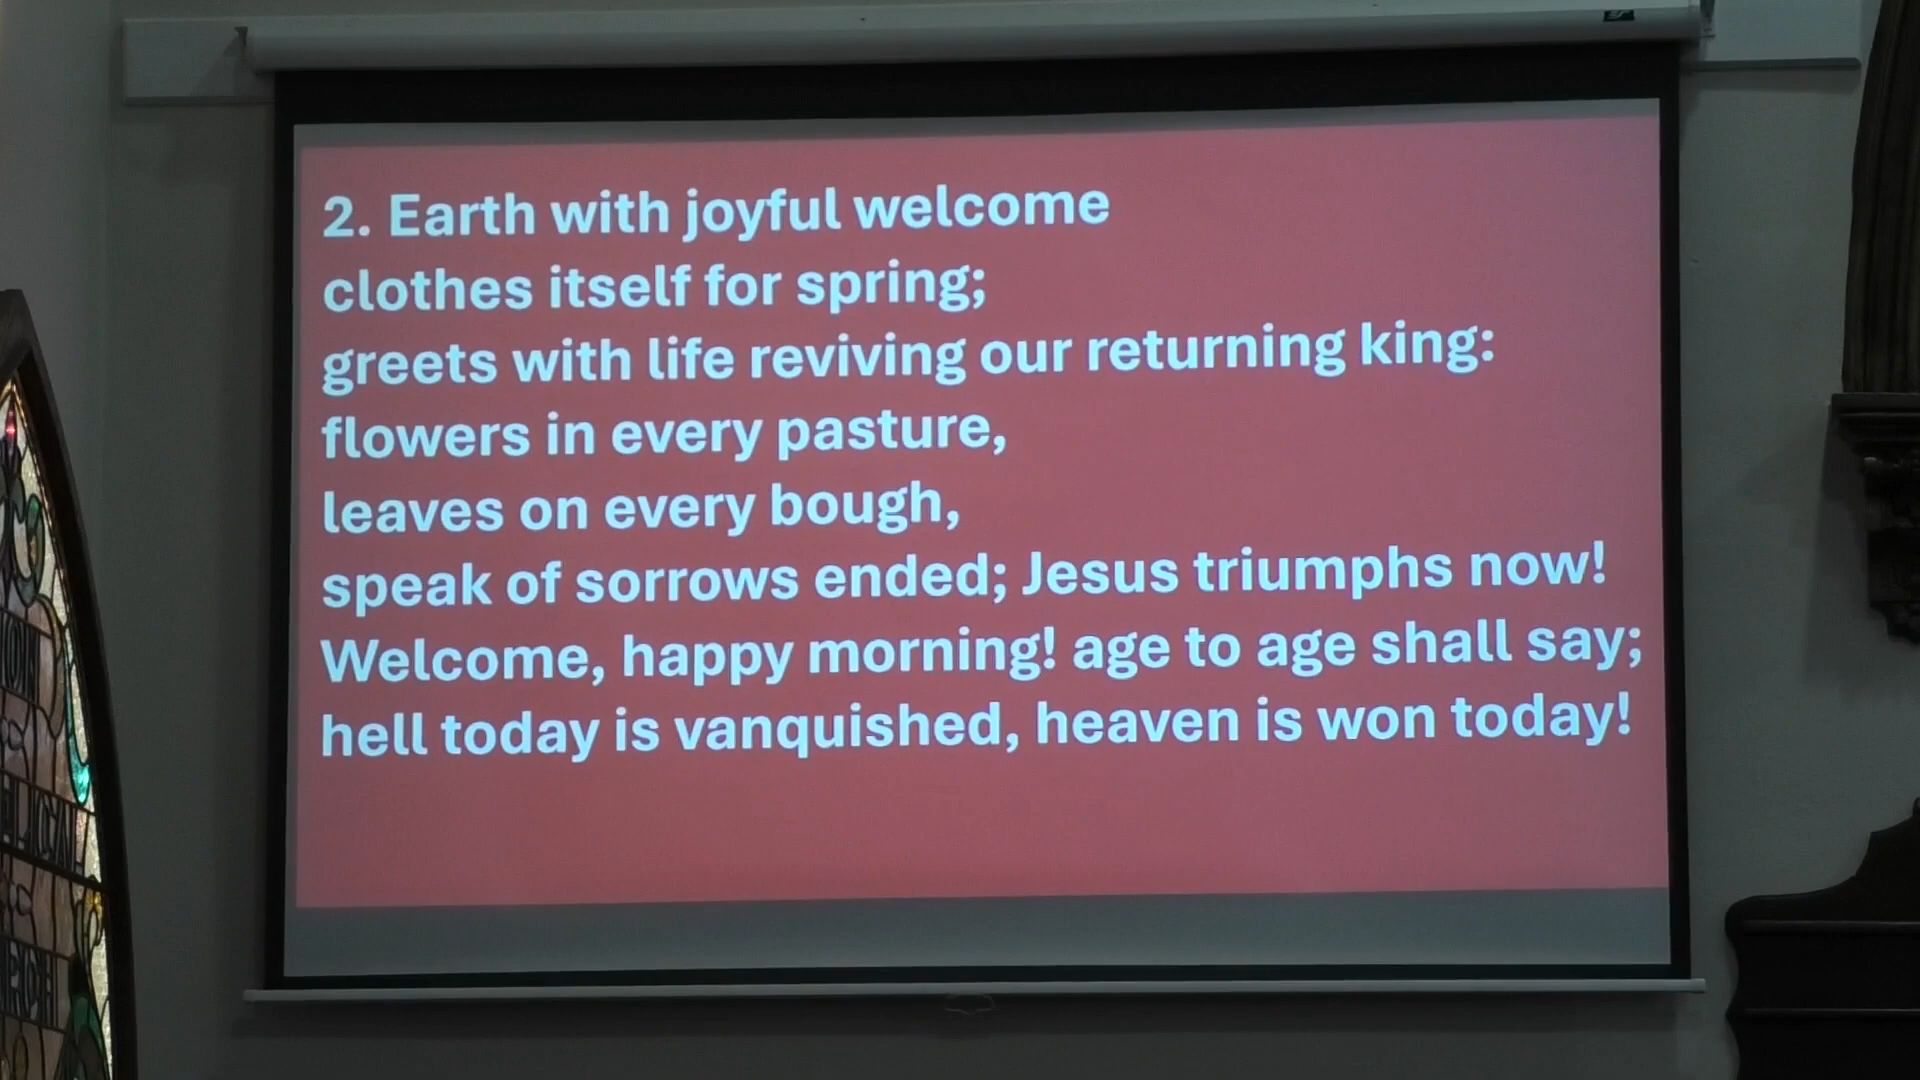 2. Earth with joyful welcome
clothes itself for spring;
greets with life reviving our returning king:
flowers in every pasture,
leaves on every bough,
speak of sorrows ended; Jesus triumphs now!
Welcome, happy morning! age to age shall say;
hell today is vanquished, heaven is won today!